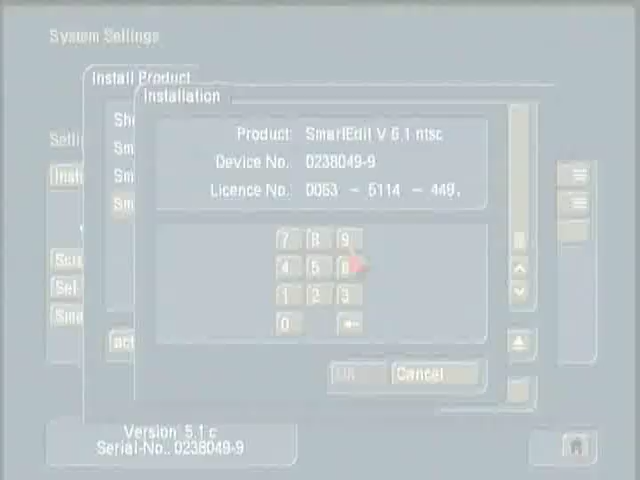 System Settings
Install Product
Installation
Product: SmartEdit V 6.1 ntsc
Device No. 0238049-9
Licence No.: 0053 - 5114 - 449.
7 8 9
4 5 6
1 2 3
0
Cancel
Version 5.1c
Serial-No.. 0238049-9